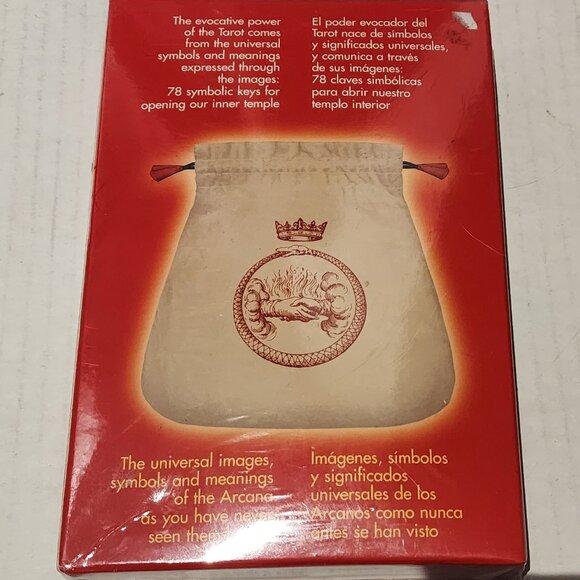 The evocative power
of the Tarot comes
from the universal
symbols and meanings
expressed through
the images:
78 symbolic keys for
opening our inner temple
El poder evocador del
Tarot nace de símbolos
y significados universales,
y comunica a través
de sus imágenes:
78 claves simbólicas
para abrir nuestro
templo interior
The universal images,
symbols and meanings
of the Arcana
as you have never
seen them
Imágenes, símbolos
y significados
universales de los
Arcanos como nunca
antes se han visto